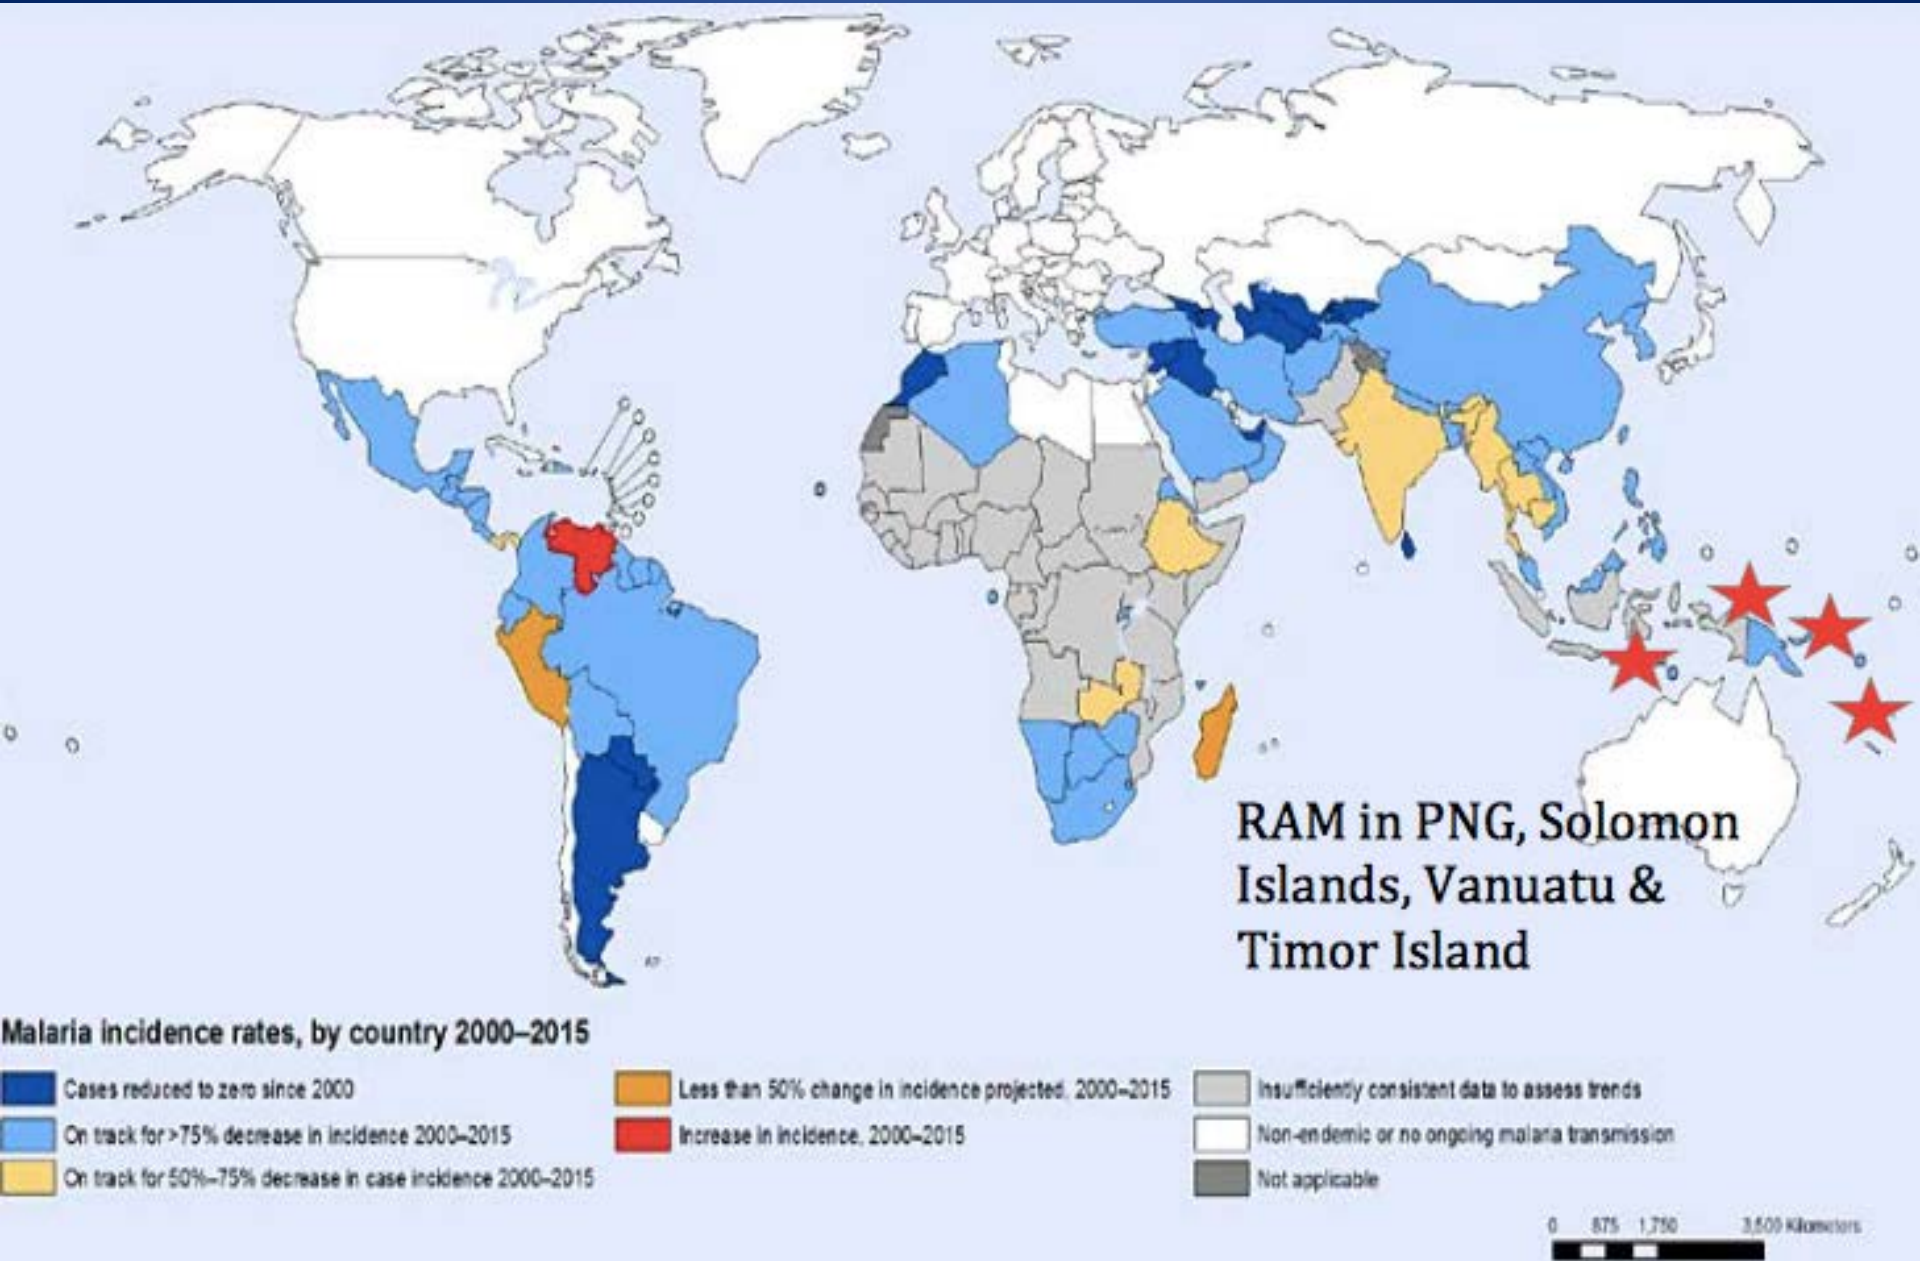 RAM in PNG, Solomon
Islands, Vanuatu &
Timor Island
Malaria incidence rates, by country 2000–2015
Cases reduced to zero since 2000
On track for >75% decrease in incidence 2000–2015
On track for 50%–75% decrease in case incidence 2000–2015
Less than 50% change in incidence projected, 2000–2015
Increase in incidence, 2000–2015
Insufficiently consistent data to assess trends
Non-endemic or no ongoing malaria transmission
Not applicable
0 875 1,750 3,500 Kilometers